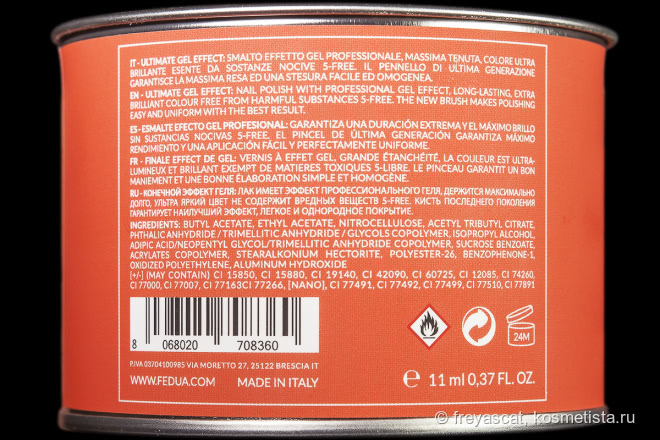 IT - ULTIMATE GEL EFFECT: SMALTO EFFETTO GEL PROFESSIONALE, MASSIMA TENUTA, COLORE ULTRA
BRILLANTE ESENTE DA SOSTANZE NOCIVE 5-FREE. IL PENNELLO DI ULTIMA GENERAZIONE
GARANTISCE LA MASSIMA RESA ED UNA STESURA FACILE ED OMOGENEA.
EN - ULTIMATE GEL EFFECT: NAIL POLISH WITH PROFESSIONAL GEL EFFECT, LONG-LASTING, EXTRA
BRILLIANT COLOUR FREE FROM HARMFUL SUBSTANCES 5-FREE. THE NEW BRUSH MAKES POLISHING
EASY AND UNIFORM WITH THE BEST RESULT.
ES - ESMALTE EFECTO GEL PROFESIONAL: GARANTIZA UNA DURACIÓN EXTREMA Y EL MÁXIMO BRILLO
SIN SUSTANCIAS NOCIVAS 5-FREE. EL PINCEL DE ÚLTIMA GENERACIÓN GARANTIZA MÁXIMO
RENDIMIENTO Y UNA APLICACIÓN FÁCIL Y PERFECTAMENTE UNIFORME.
FR - FINALE EFFECT DE GEL: VERNIS À EFFET GEL, GRANDE ÉTANCHÉITÉ, LA COULEUR EST ULTRA-
LUMINEUX ET BRILLANT EXEMPT DE MATIERES TOXIQUES 5-LIBRE. LE PINCEAU GARANTIT UN BON
MANIEMENT ET UNE BONNE ÉLABORATION SIMPLE ET HOMOGÈNE.
RU - КОНЕЧНОЙ ЭФФЕКТ ГЕЛЯ: ЛАК ИМЕЕТ ЭФФЕКТ ПРОФЕССИОНАЛЬНОГО ГЕЛЯ, ДЕРЖИТСЯ МАКСИМАЛЬНО
ДОЛГО, УЛЬТРА ЯРКИЙ ЦВЕТ НЕ СОДЕРЖИТ ВРЕДНЫХ ВЕЩЕСТВ 5-FREE. КИСТЬ ПОСЛЕДНЕГО ПОКОЛЕНИЯ
ГАРАНТИРУЕТ НАИЛУЧШИЙ ЭФФЕКТ, ЛЕГКОЕ И ОДНОРОДНОЕ ПОКРЫТИЕ.
INGREDIENTS: BUTYL ACETATE, ETHYL ACETATE, NITROCELLULOSE, ACETYL TRIBUTYL CITRATE,
PHTHALIC ANHYDRIDE / TRIMELLITIC ANHYDRIDE / GLYCOLS COPOLYMER, ISOPROPYL ALCOHOL,
ADIPIC ACID/NEOPENTYL GLYCOL/TRIMELLITIC ANHYDRIDE COPOLYMER, SUCROSE BENZOATE,
ACRYLATES COPOLYMER, STEARALKONIUM HECTORITE, POLYESTER-26, BENZOPHENONE-1,
OXIDIZED POLYETHYLENE, ALUMINUM HYDROXIDE
[+/-] (MAY CONTAIN) CI 15850, CI 15880, CI 19140, CI 42090, CI 60725, CI 12085, CI 74260,
CI 77000, CI 77007, CI 77163CI 77266, [NANO], CI 77491, CI 77492, CI 77499, CI 77510, CI 77891
8 068020 708360
24M
P.IVA 03704100985 VIA MORETTO 27, 25122 BRESCIA IT
WWW.FEDUA.COM MADE IN ITALY
℮ 11 ml 0,37 FL. OZ.
© freyascat, kosmetista.ru